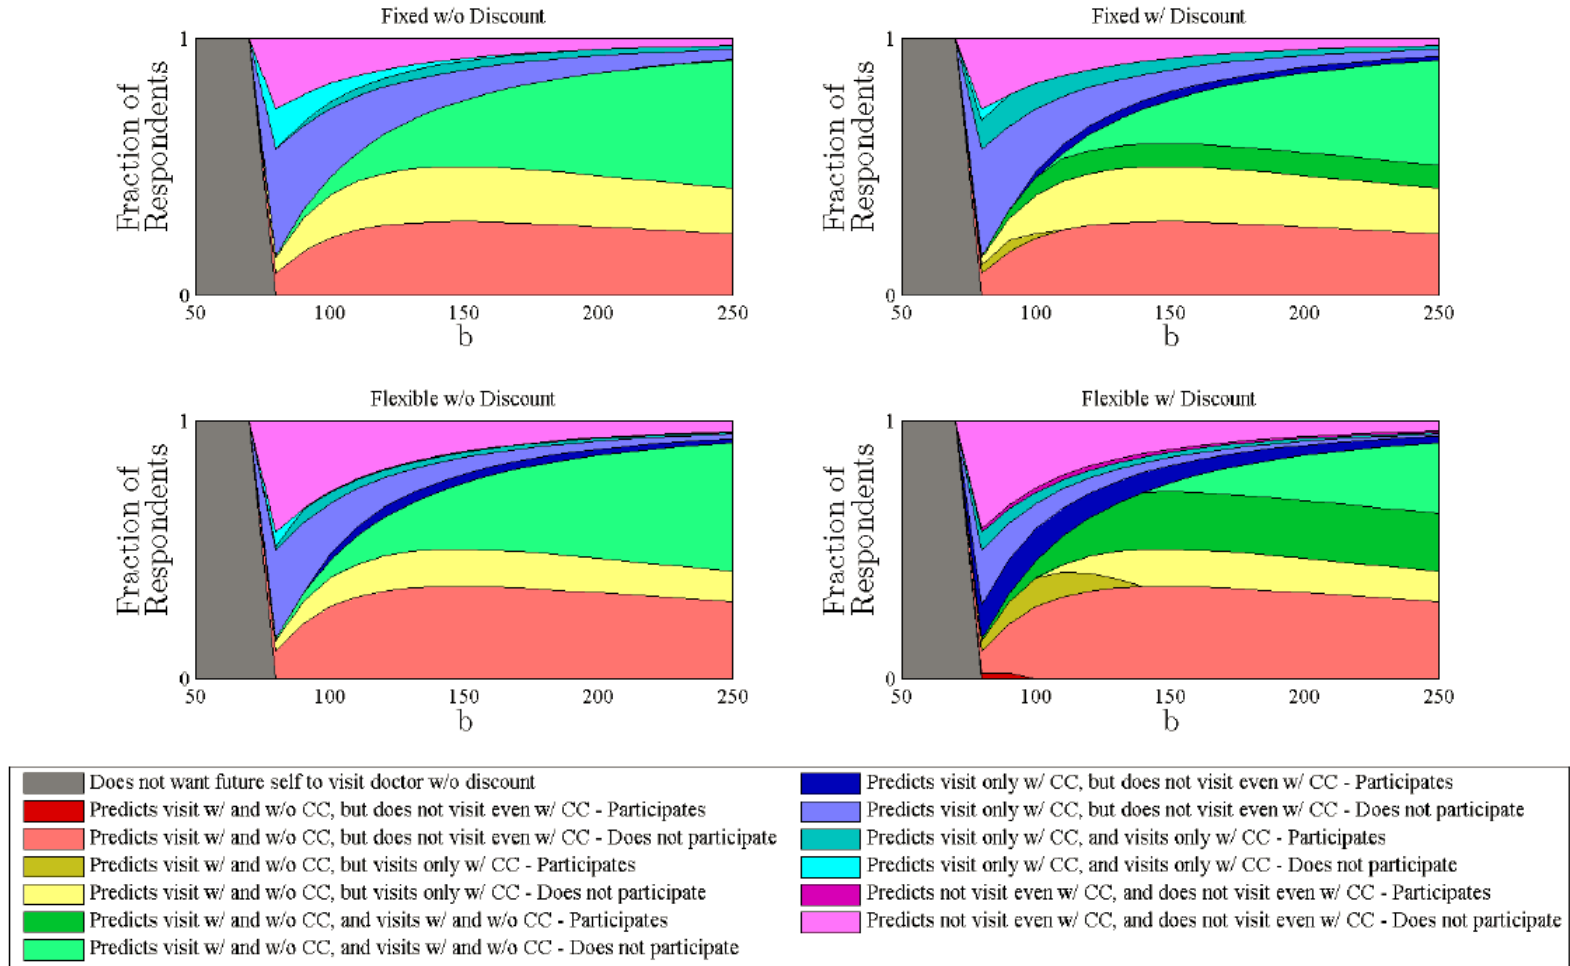 Fixed w/o Discount
1
Fraction of
Respondents
0
50 100 150 200 250
b
Fixed w/ Discount
1
Fraction of
Respondents
0
50 100 150 200 250
b
Flexible w/o Discount
1
Fraction of
Respondents
0
50 100 150 200 250
b
Flexible w/ Discount
1
Fraction of
Respondents
0
50 100 150 200 250
b
Does not want future self to visit doctor w/o discount
Predicts visit w/ and w/o CC, but does not visit even w/ CC - Participates
Predicts visit w/ and w/o CC, but does not visit even w/ CC - Does not participate
Predicts visit w/ and w/o CC, but visits only w/ CC - Participates
Predicts visit w/ and w/o CC, but visits only w/ CC - Does not participate
Predicts visit w/ and w/o CC, and visits w/ and w/o CC - Participates
Predicts visit w/ and w/o CC, and visits w/ and w/o CC - Does not participate
Predicts visit only w/ CC, but does not visit even w/ CC - Participates
Predicts visit only w/ CC, but does not visit even w/ CC - Does not participate
Predicts visit only w/ CC, and visits only w/ CC - Participates
Predicts visit only w/ CC, and visits only w/ CC - Does not participate
Predicts not visit even w/ CC, and does not visit even w/ CC - Participates
Predicts not visit even w/ CC, and does not visit even w/ CC - Does not participate